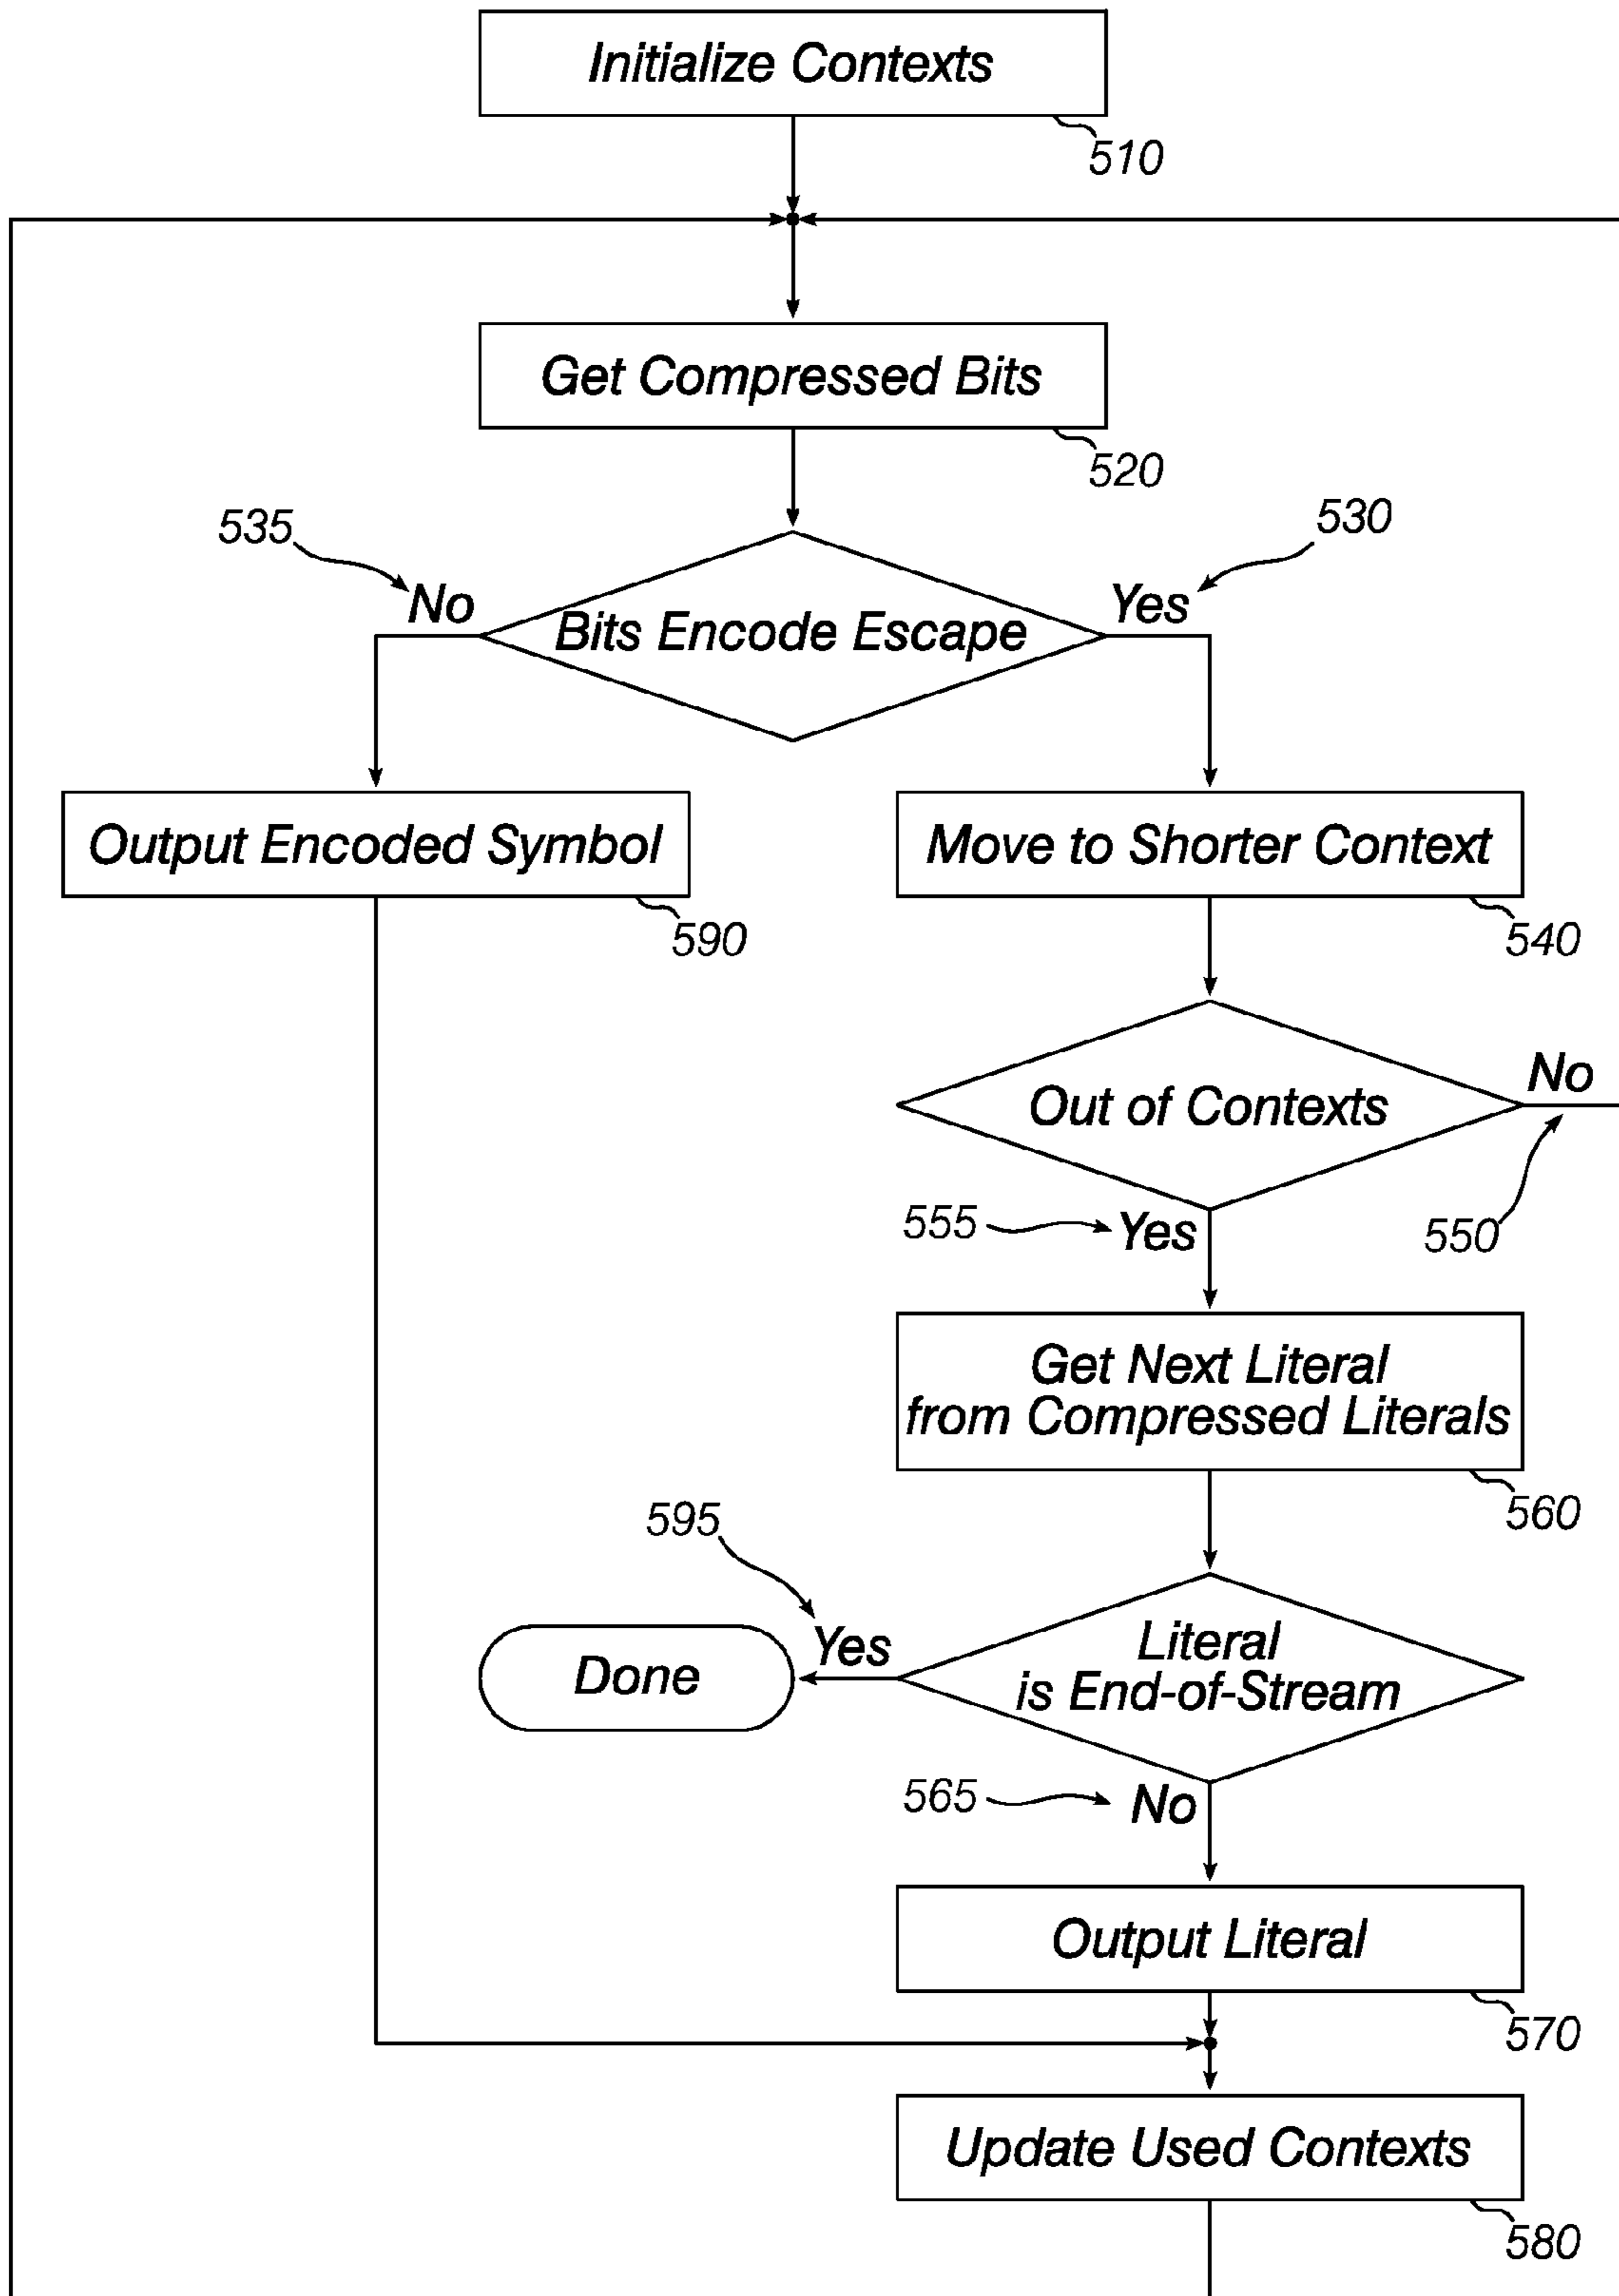 Initialize Contexts
510
Get Compressed Bits
520
535
530
No
Yes
Bits Encode Escape
Output Encoded Symbol
590
Move to Shorter Context
540
Out of Contexts
No
550
555
Yes
Get Next Literal
from Compressed Literals
560
595
Yes
Done
Literal
is End-of-Stream
565
No
Output Literal
570
Update Used Contexts
580